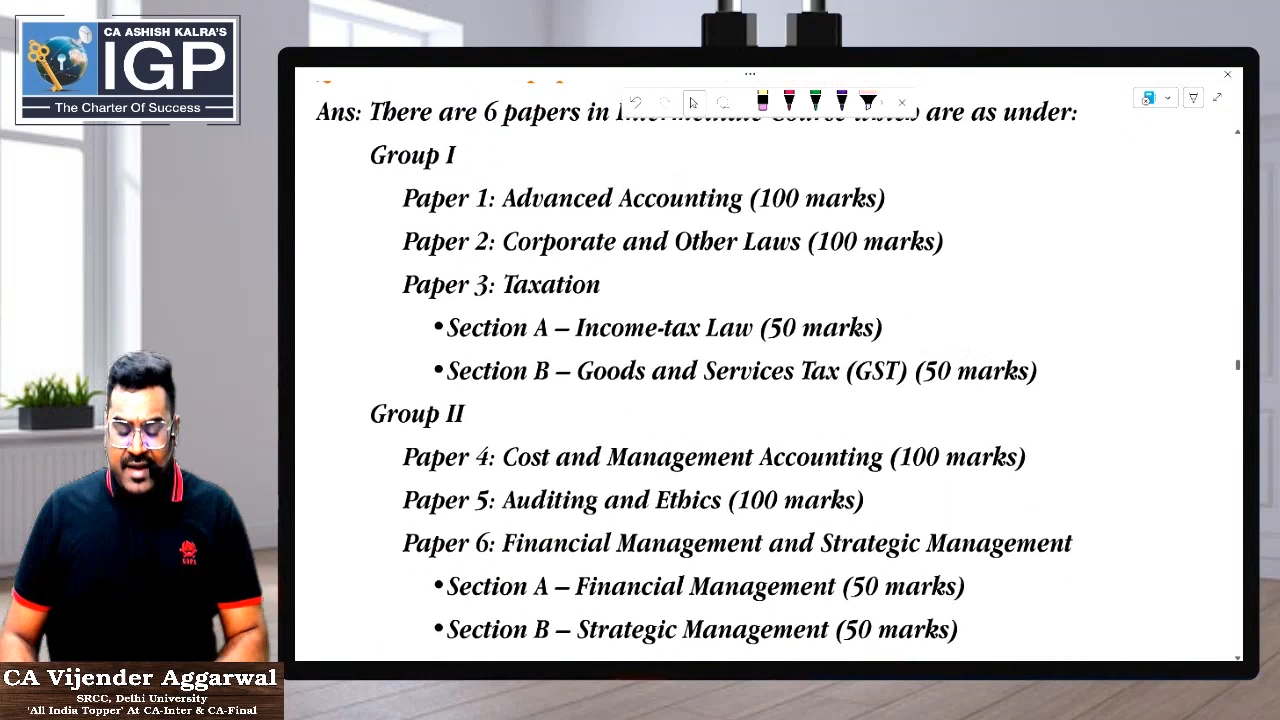 CA ASHISH KALRA'S
IGP
The Charter Of Success
Ans: There are 6 papers in Intermediate Course which are as under:
Group I
Paper 1: Advanced Accounting (100 marks)
Paper 2: Corporate and Other Laws (100 marks)
Paper 3: Taxation
•Section A – Income-tax Law (50 marks)
•Section B – Goods and Services Tax (GST) (50 marks)
Group II
Paper 4: Cost and Management Accounting (100 marks)
Paper 5: Auditing and Ethics (100 marks)
Paper 6: Financial Management and Strategic Management
•Section A – Financial Management (50 marks)
•Section B – Strategic Management (50 marks)
CA Vijender Aggarwal
SRCC, Delhi University
'All India Topper' At CA-Inter & CA-Final